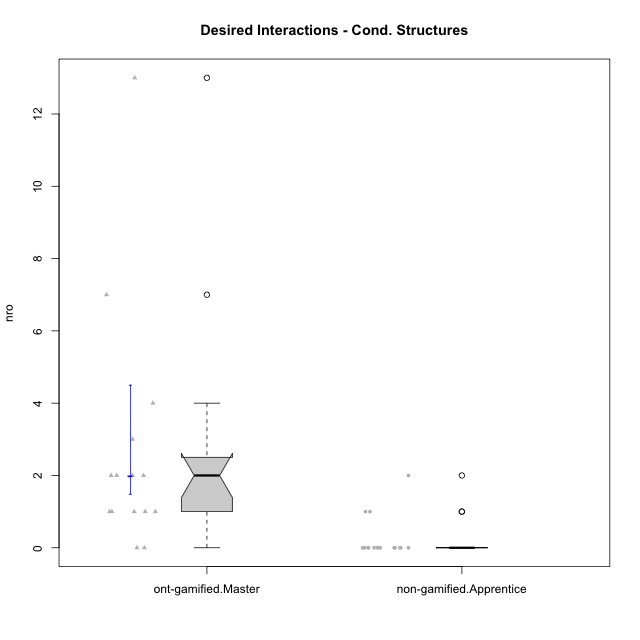 Desired Interactions - Cond. Structures
nro
12
10
8
6
4
2
0
ont-gamified.Master
non-gamified.Apprentice